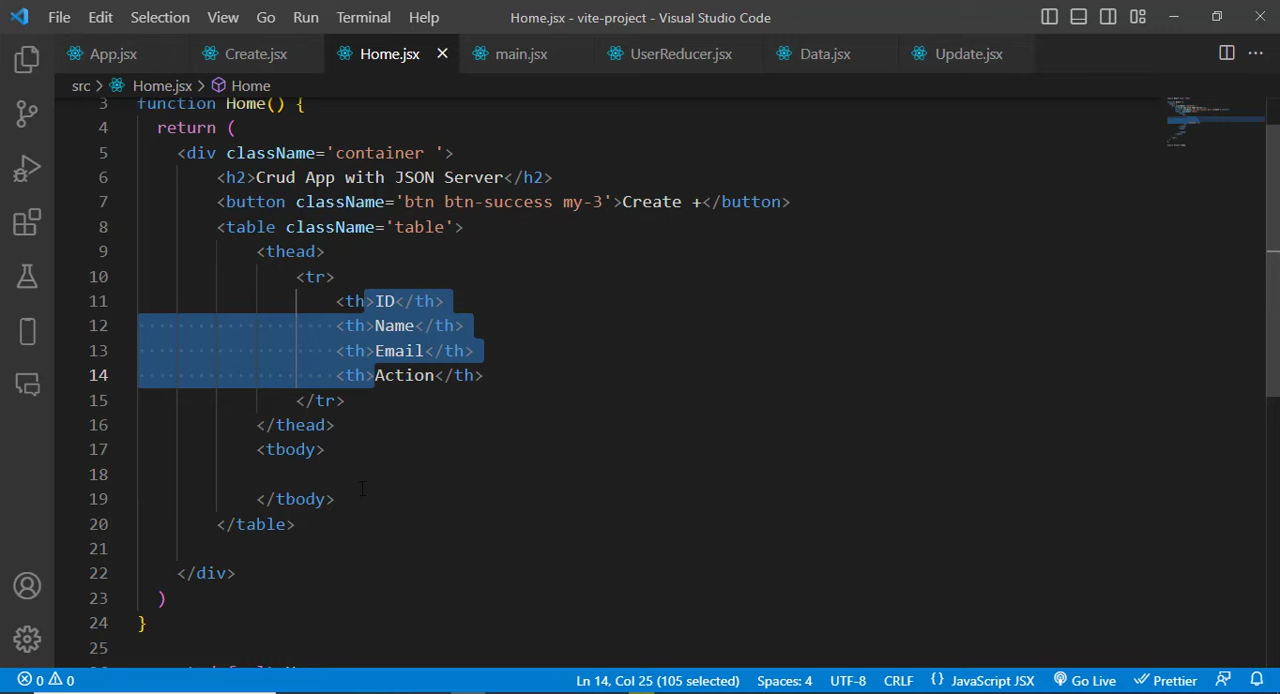 File Edit Selection View Go Run Terminal Help Home.jsx - vite-project - Visual Studio Code
App.jsx Create.jsx Home.jsx main.jsx UserReducer.jsx Data.jsx Update.jsx
src > Home.jsx > Home
3 function Home() {
4 return (
5 <div className='container '>
6 <h2>Crud App with JSON Server</h2>
7 <button className='btn btn-success my-3'>Create +</button>
8 <table className='table'>
9 <thead>
10 <tr>
11 <th>ID</th>
12 <th>Name</th>
13 <th>Email</th>
14 <th>Action</th>
15 </tr>
16 </thead>
17 <tbody>
18
19 </tbody>
20 </table>
21
22 </div>
23 )
24 }
25
0 0 Ln 14, Col 25 (105 selected) Spaces: 4 UTF-8 CRLF {} JavaScript JSX Go Live Prettier